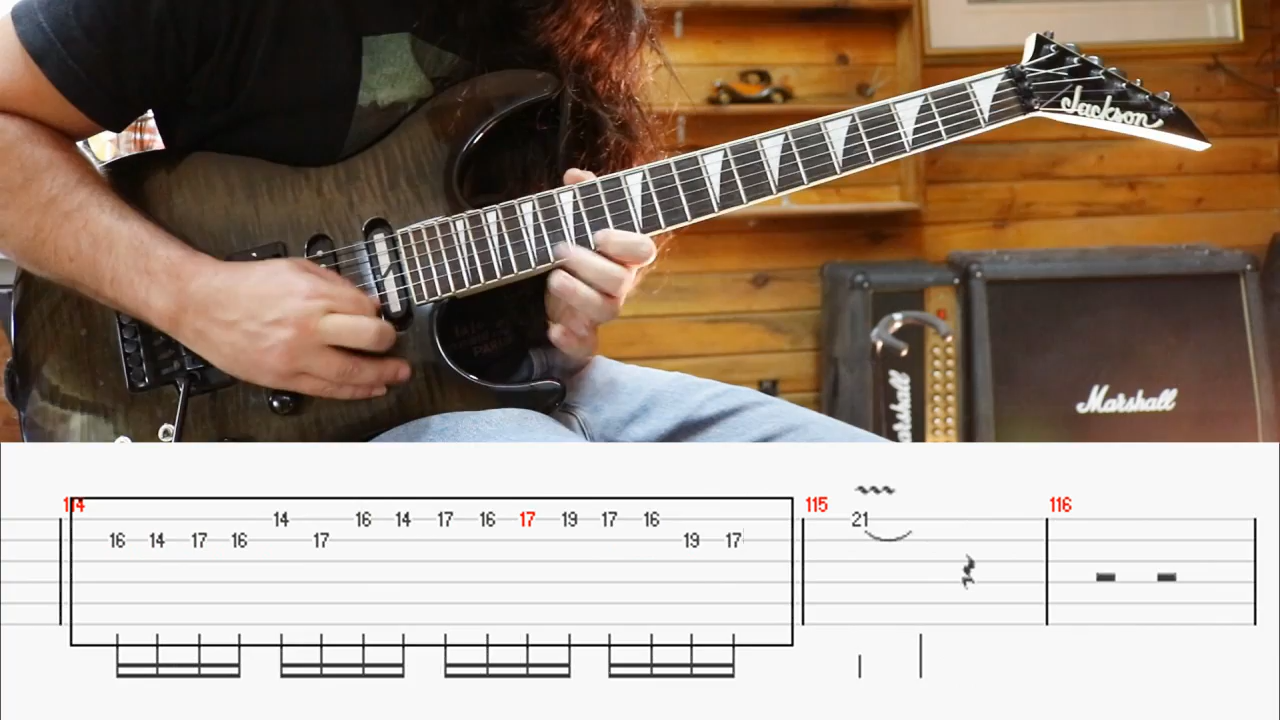 Jackson
Marshall
Marshall
114 115 116
14 16 14 17 16 17 19 17 16 21
16 14 17 16 17 19 17